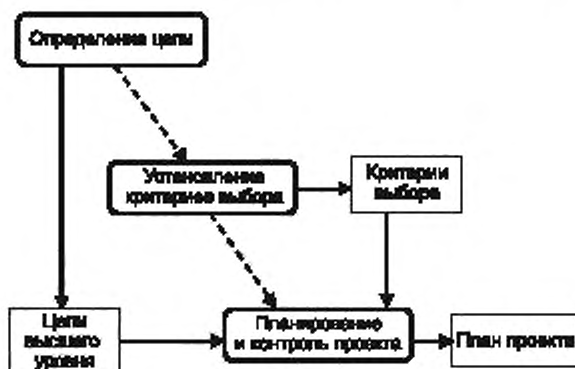 Определение цели
Установление
критериев выбора
Критерии
выбора
Цели
высшего
уровня
Планирование
и контроль проекта
План проекта